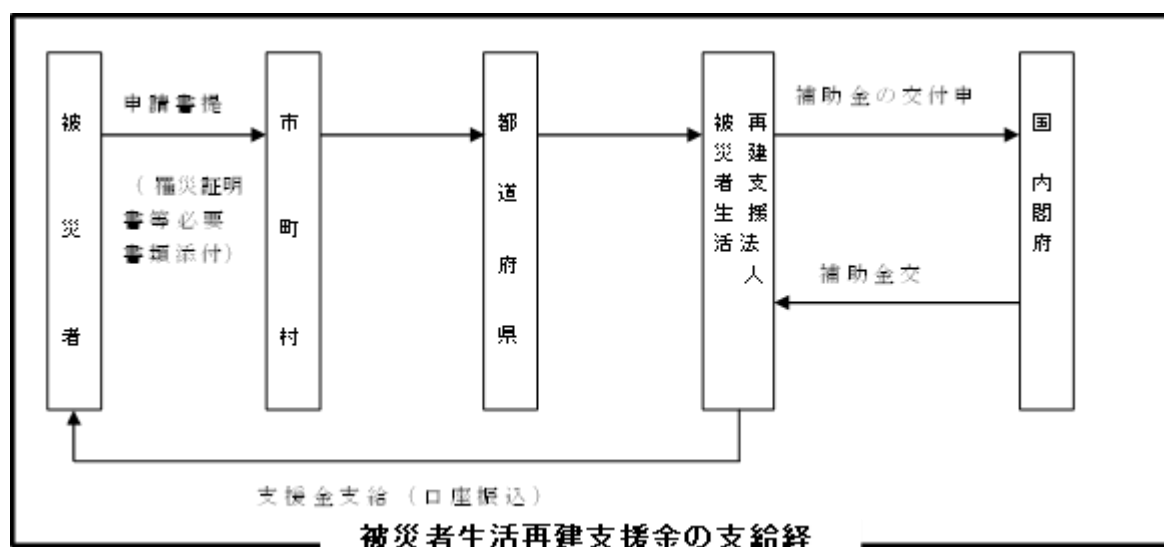 被災者
申請書提
（罹災証明
書等必要
書類添付）
市町村
都道府県
被災者生活
再建支援法人
補助金の交付申
補助金交
国 内閣府
支援金支給（口座振込）
被災者生活再建支援金の支給経